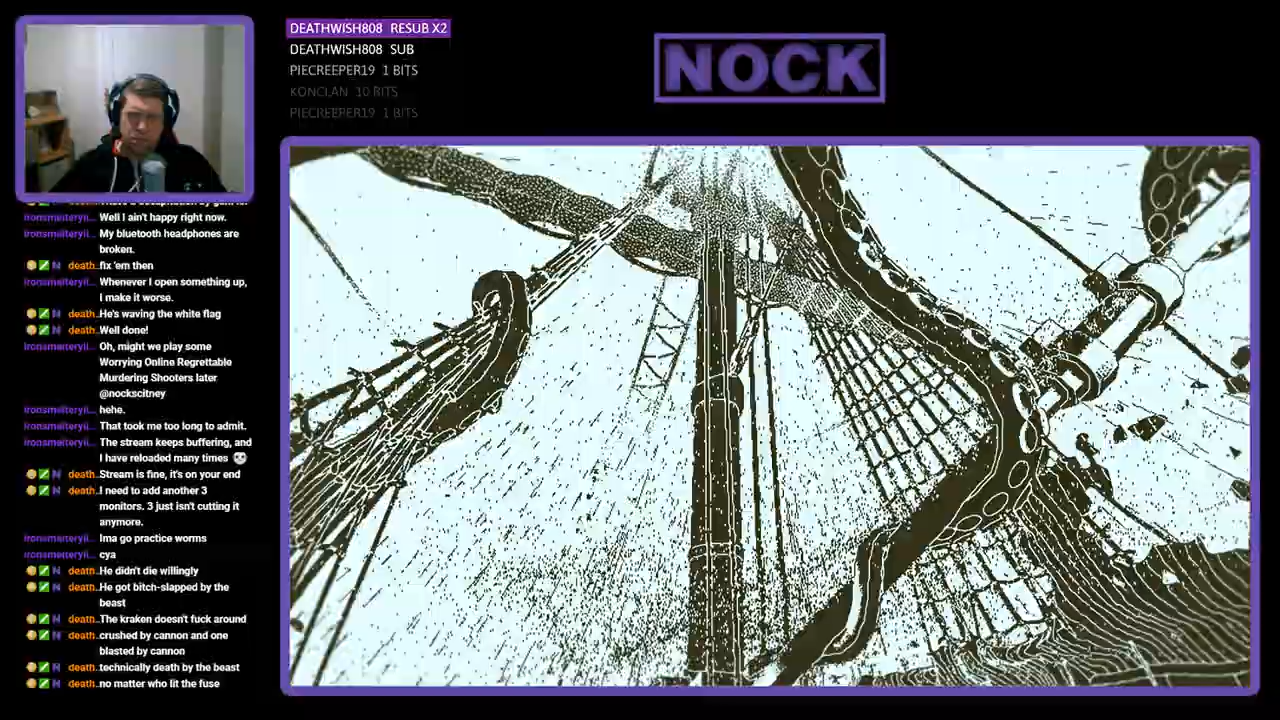 DEATHWISH808 RESUB X2
DEATHWISH808 SUB
PIECREEPER19 1 BITS
KONCLAN 10 BITS
PIECREEPER19 1 BITS
NOCK
Well I ain't happy right now.
My bluetooth headphones are
broken.
N death.. fix 'em then
Whenever I open something up,
I make it worse.
N death.. He's waving the white flag
N death.. Well done!
Oh, might we play some
Worrying Online Regrettable
Murdering Shooters later
@nockscitney
hehe.
That took me too long to admit.
The stream keeps buffering, and
I have reloaded many times
N death.. Stream is fine, it's on your end
N death.. I need to add another 3
monitors. 3 just isn't cutting it
anymore.
Ima go practice worms
cya
N death.. He didn't die willingly
N death.. He got bitch-slapped by the
beast
N death.. The kraken doesn't fuck around
N death.. crushed by cannon and one
blasted by cannon
N death.. technically death by the beast
N death.. no matter who lit the fuse